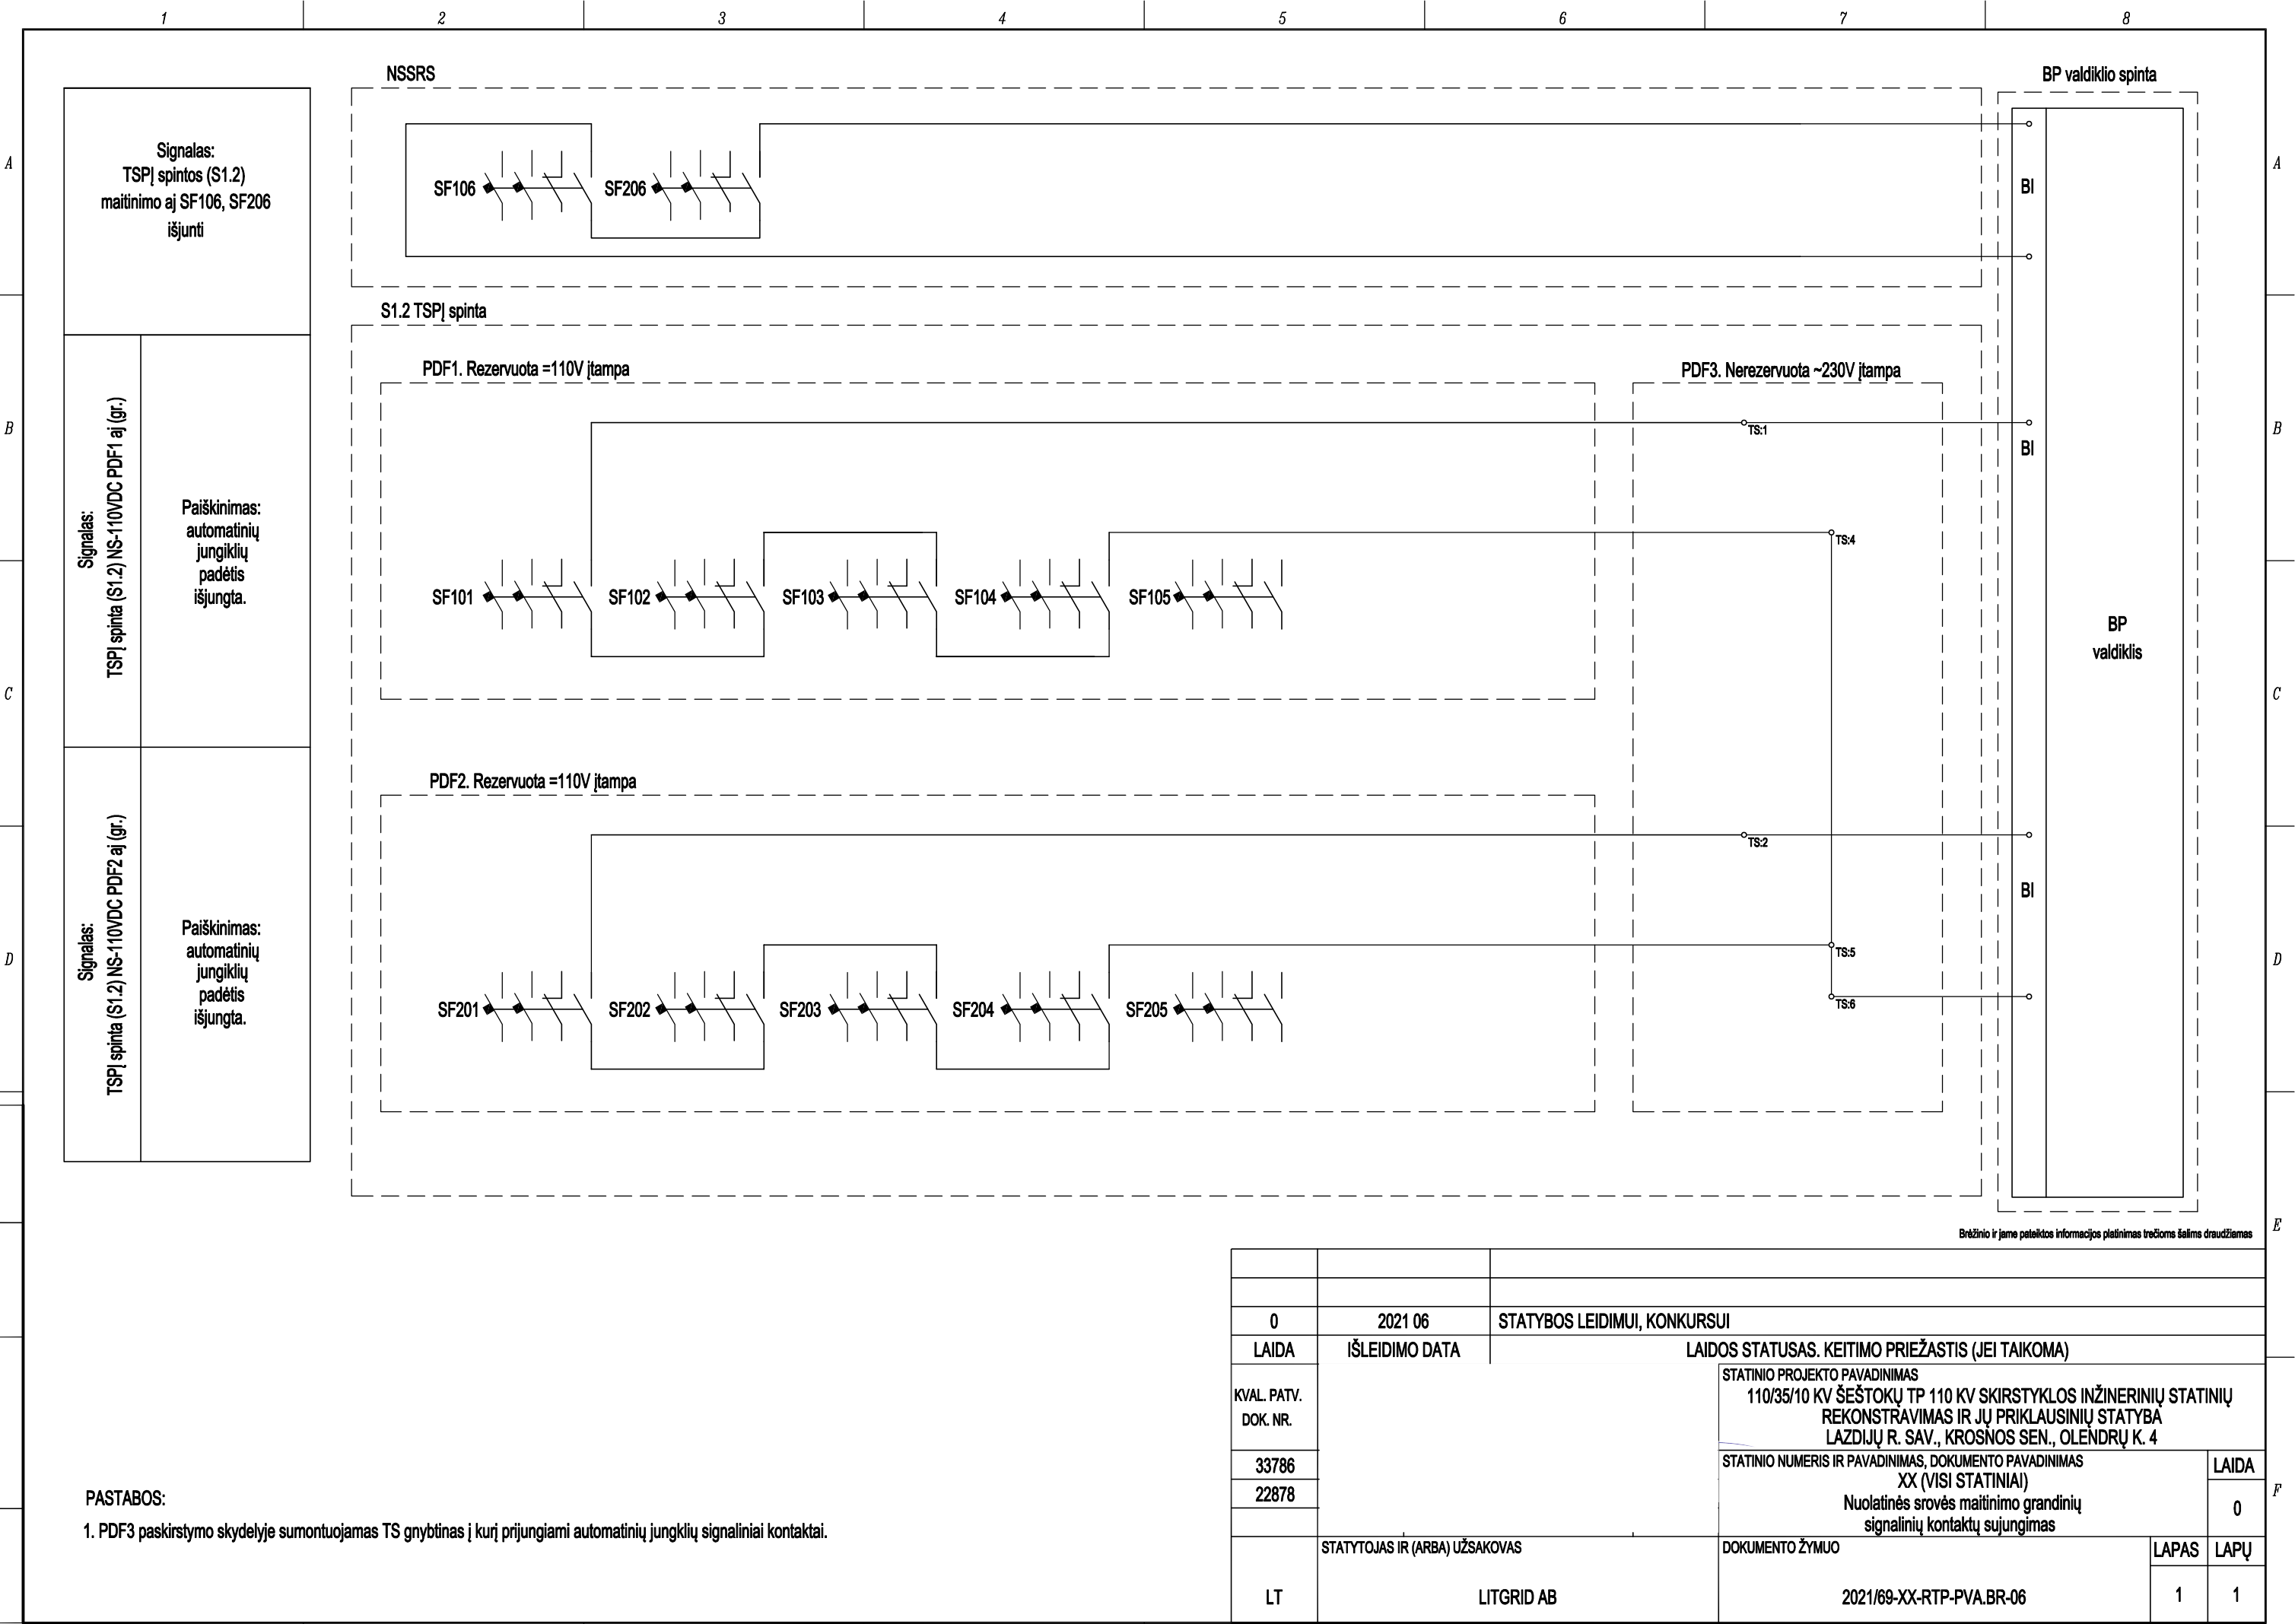 1 2 3 4 5 6 7 8
NSSRS
BP valdiklio spinta
A
A
Signalas:
TSPĮ spintos (S1.2)
maitinimo aj SF106, SF206
išjunti
SF106
SF206
BI
S1.2 TSPĮ spinta
PDF1. Rezervuota =110V įtampa
PDF3. Nerezervuota ~230V įtampa
B
B
TS:1
BI
Signalas:
TSPĮ spinta (S1.2) NS-110VDC PDF1 aj (gr.)
Paiškinimas:
automatinių
jungiklių
padėtis
išjungta.
TS:4
SF101
SF102
SF103
SF104
SF105
BP
valdiklis
C
C
PDF2. Rezervuota =110V įtampa
TS:2
BI
Signalas:
TSPĮ spinta (S1.2) NS-110VDC PDF2 aj (gr.)
Paiškinimas:
automatinių
jungiklių
padėtis
išjungta.
D
D
TS:5
TS:6
SF201
SF202
SF203
SF204
SF205
E
Brėžinio ir jame pateiktos informacijos platinimas trečioms šalims draudžiamas
0
2021 06
STATYBOS LEIDIMUI, KONKURSUI
LAIDA
IŠLEIDIMO DATA
LAIDOS STATUSAS. KEITIMO PRIEŽASTIS (JEI TAIKOMA)
KVAL. PATV.
DOK. NR.
STATINIO PROJEKTO PAVADINIMAS
110/35/10 KV ŠEŠTOKŲ TP 110 KV SKIRSTYKLOS INŽINERINIŲ STATINIŲ
REKONSTRAVIMAS IR JŲ PRIKLAUSINIŲ STATYBA
LAZDIJŲ R. SAV., KROSNOS SEN., OLENDRŲ K. 4
33786
22878
STATINIO NUMERIS IR PAVADINIMAS, DOKUMENTO PAVADINIMAS
XX (VISI STATINIAI)
Nuolatinės srovės maitinimo grandinių
signalinių kontaktų sujungimas
LAIDA
0
F
PASTABOS:
1. PDF3 paskirstymo skydelyje sumontuojamas TS gnybtinas į kurį prijungiami automatinių jungklių signaliniai kontaktai.
STATYTOJAS IR (ARBA) UŽSAKOVAS
DOKUMENTO ŽYMUO
LAPAS
LAPŲ
LT
LITGRID AB
2021/69-XX-RTP-PVA.BR-06
1
1